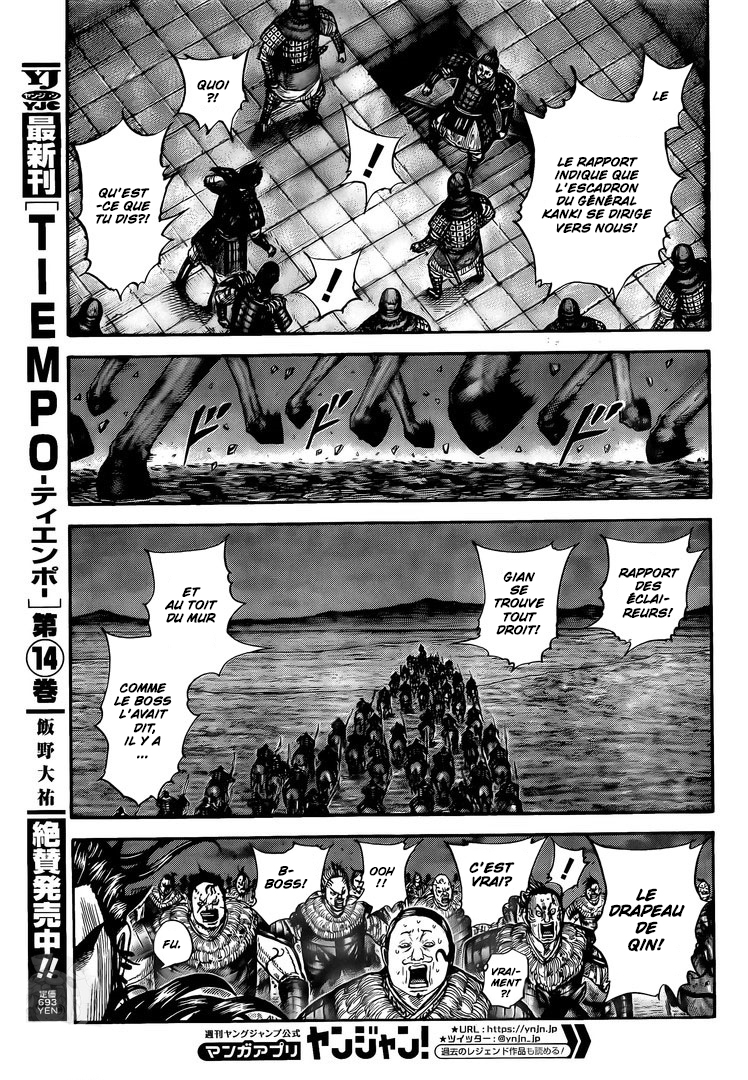 LE
LE RAPPORT
INDIQUE QUE
L'ESCADRON
DU GÉNÉRAL
KANKI SE DIRIGE
VERS NOUS!
!
!
QUOI
?!
QU'EST
-CE QUE
TU DIS?!
ドド
ド
ドド
RAPPORT
DES
ÉCLAI-
REURS!
GIAN
SE
TROUVE
TOUT
DROIT!
ET
AU TOIT
DU MUR
COMME
LE BOSS
L'AVAIT
DIT,
IL Y A
...
LE
DRAPEAU
DE
QIN!
!
C'EST
VRAI?
VRAI-
MENT
?!
OOH
!!
B-
BOSS!
FU.
YJ
ヤングジャンプ
YJC
最新刊
[TIEMPO-ティエンポ-]第14巻
飯野大祐
絶賛発売中!!
定価
693
YEN
週刊ヤングジャンプ公式
マンガアプリ
ヤンジャン!
★URL:https://ynjn.jp
★ツイッター:@ynjn_jp
過去のレジェンド作品も読める!